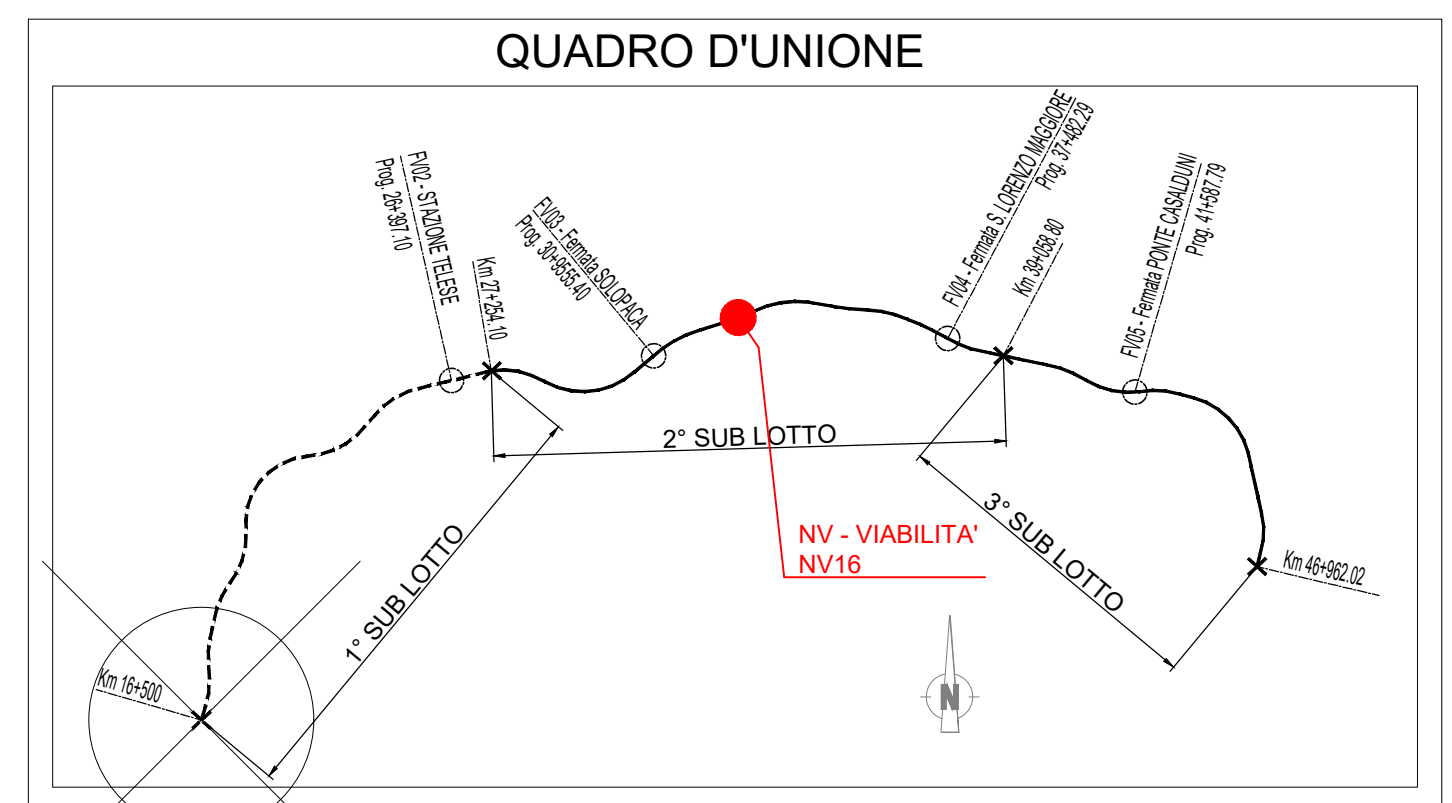 QUADRO D'UNIONE
FV02 - STAZIONE TELESE
Prog. 26+397.10
Km 27+254.10
FV03 - Fermata SOLOPACA
Prog. 30+9555.40
FV04 - Fermata S. LORENZO MAGGIORE
Prog. 37+482.29
Km 39+058.80
FV05 - Fermata PONTE CASALDUNI
Prog. 41+587.79
2° SUB LOTTO
1° SUB LOTTO
3° SUB LOTTO
NV - VIABILITA'
NV16
Km 46+962.02
Km 16+500
N